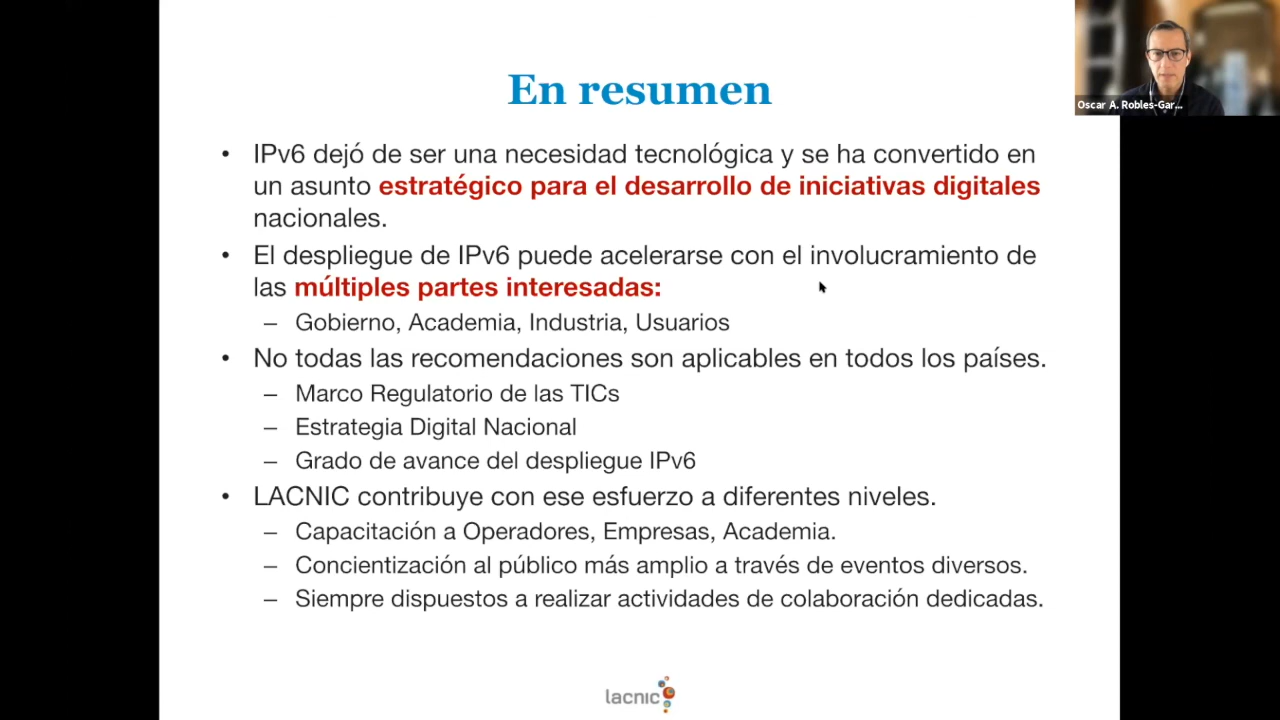 En resumen
Oscar A. Robles-Gar...
• IPv6 dejó de ser una necesidad tecnológica y se ha convertido en
un asunto estratégico para el desarrollo de iniciativas digitales
nacionales.
• El despliegue de IPv6 puede acelerarse con el involucramiento de
las múltiples partes interesadas:
– Gobierno, Academia, Industria, Usuarios
• No todas las recomendaciones son aplicables en todos los países.
– Marco Regulatorio de las TICs
– Estrategia Digital Nacional
– Grado de avance del despliegue IPv6
• LACNIC contribuye con ese esfuerzo a diferentes niveles.
– Capacitación a Operadores, Empresas, Academia.
– Concientización al público más amplio a través de eventos diversos.
– Siempre dispuestos a realizar actividades de colaboración dedicadas.
lacnic